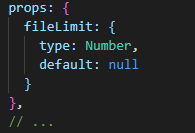 props: {
  fileLimit: {
    type: Number,
    default: null
  }
},
// ...